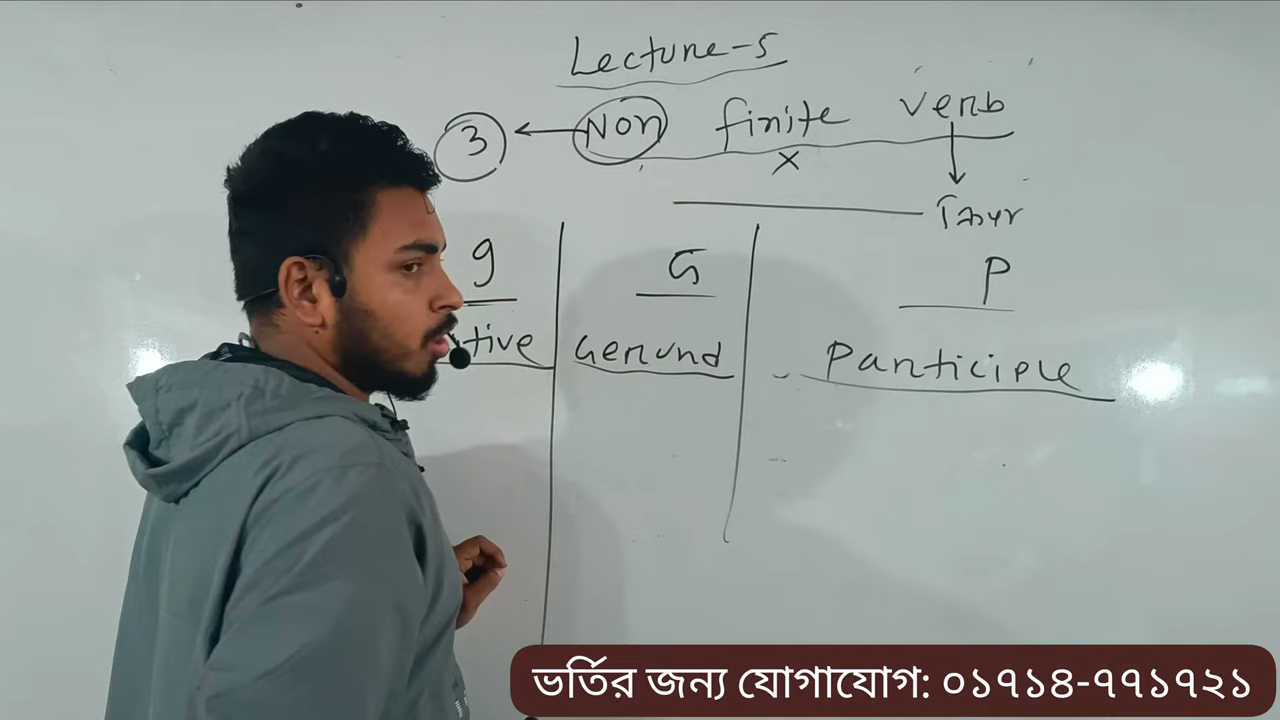 Lecture-5
3 ← Non finite verb
×
ক্রিয়া
g G P
tive Gerund Participle
ভর্তির জন্য যোগাযোগ: ০১৭১৪-৭৭১৭২১